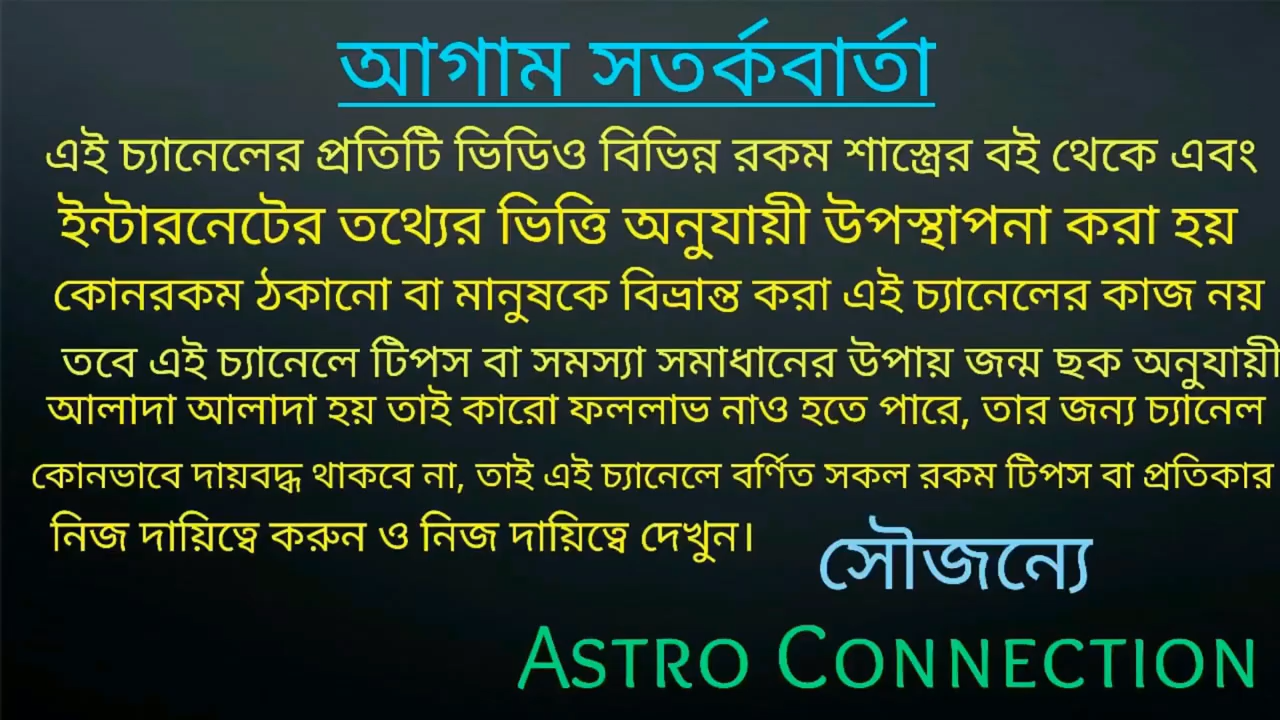 আগাম সতর্কবার্তা
এই চ্যানেলের প্রতিটি ভিডিও বিভিন্ন রকম শাস্ত্রের বই থেকে এবং
ইন্টারনেটের তথ্যের ভিত্তি অনুযায়ী উপস্থাপনা করা হয়
কোনরকম ঠকানো বা মানুষকে বিভ্রান্ত করা এই চ্যানেলের কাজ নয়
তবে এই চ্যানেলে টিপস বা সমস্যা সমাধানের উপায় জন্ম ছক অনুযায়ী
আলাদা আলাদা হয় তাই কারো ফললাভ নাও হতে পারে, তার জন্য চ্যানেল
কোনভাবে দায়বদ্ধ থাকবে না, তাই এই চ্যানেলে বর্ণিত সকল রকম টিপস বা প্রতিকার
নিজ দায়িত্বে করুন ও নিজ দায়িত্বে দেখুন।
সৌজন্যে
ASTRO CONNECTION